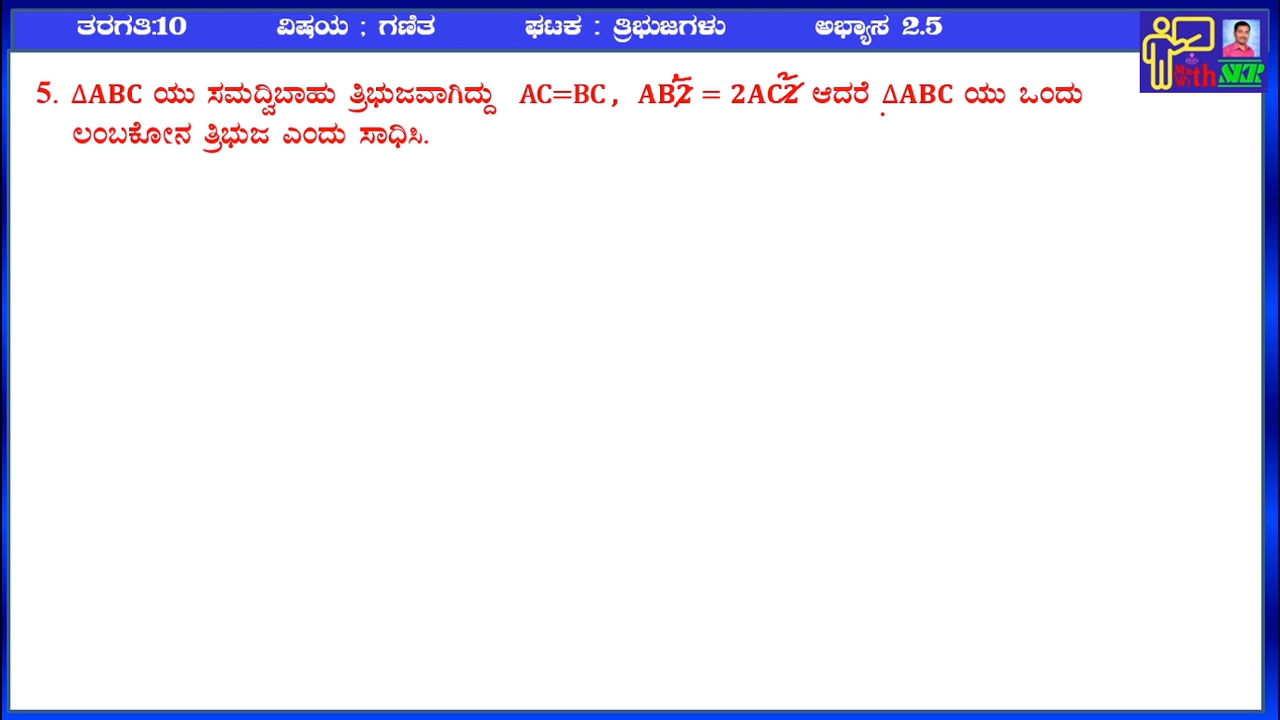 ತರಗತಿ:10 ವಿಷಯ ; ಗಣಿತ ಘಟಕ : ತ್ರಿಭುಜಗಳು ಅಭ್ಯಾಸ 2.5
5. ΔABC ಯು ಸಮದ್ವಿಬಾಹು ತ್ರಿಭುಜವಾಗಿದ್ದು AC=BC , AB2 = 2AC2 ಆದರೆ ΔABC ಯು ಒಂದು
ಲಂಬಕೋನ ತ್ರಿಭುಜ ಎಂದು ಸಾಧಿಸಿ.
SKR